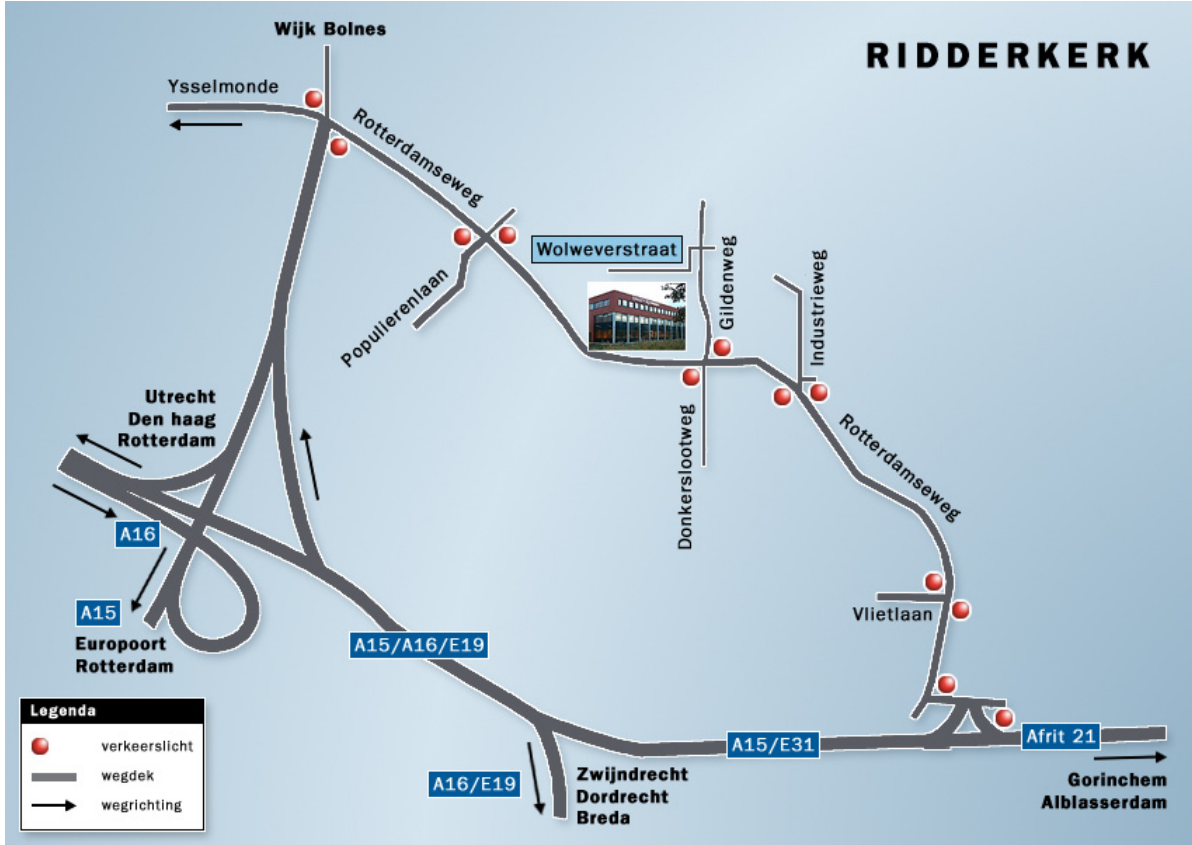 Wijk Bolnes
RIDDERKERK
Ysselmonde
Rotterdamseweg
Wolweverstraat
Gildenweg
Industrieweg
Populierenlaan
Utrecht
Den haag
Rotterdam
Donkerslootweg
Rotterdamseweg
A16
A15
Europoort
Rotterdam
Vlietlaan
A15/A16/E19
Legenda
verkeerslicht
wegdek
wegrichting
A16/E19
Zwijndrecht
Dordrecht
Breda
A15/E31
Afrit 21
Gorinchem
Alblasserdam